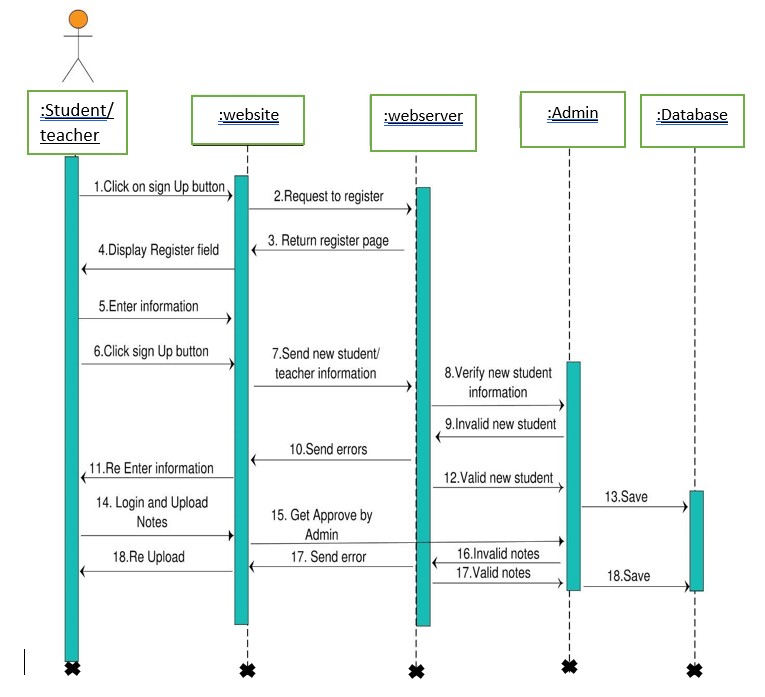 :Student/
teacher
:website
:webserver
:Admin
:Database
1.Click on sign Up button
2.Request to register
3. Return register page
4.Display Register field
5.Enter information
6.Click sign Up button
7.Send new student/
teacher information
8.Verify new student
information
9.Invalid new student
10.Send errors
11.Re Enter information
12.Valid new student
13.Save
14. Login and Upload
Notes
15. Get Approve by
Admin
16.Invalid notes
17. Send error
18.Re Upload
17.Valid notes
18.Save